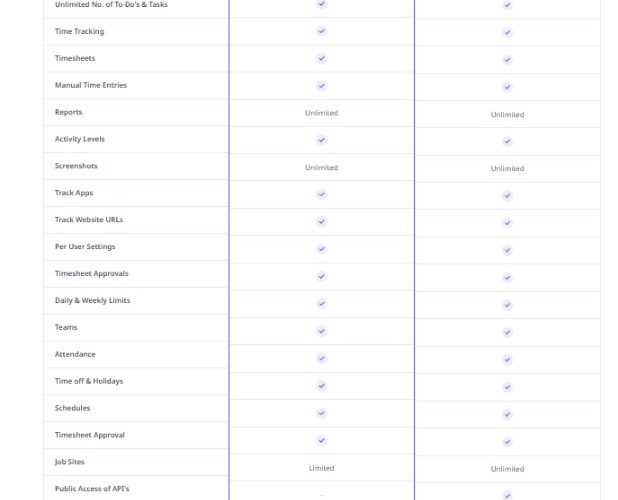 Unlimited No. of To-Do's & Tasks
Time Tracking
Timesheets
Manual Time Entries
Reports Unlimited Unlimited
Activity Levels
Screenshots Unlimited Unlimited
Track Apps
Track Website URLs
Per User Settings
Timesheet Approvals
Daily & Weekly Limits
Teams
Attendance
Time off & Holidays
Schedules
Timesheet Approval
Job Sites Limited Unlimited
Public Access of API's -